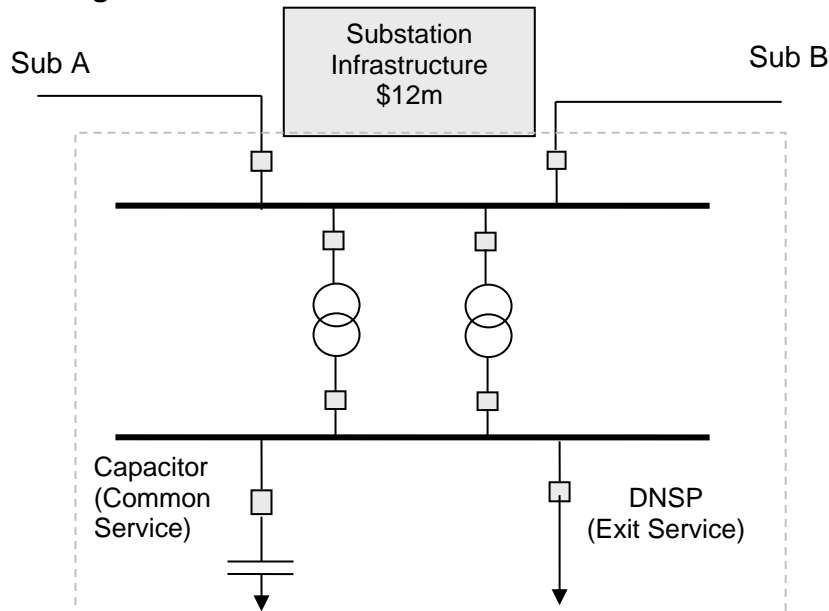 Substation
Infrastructure
$12m
Sub A
Sub B
Capacitor
(Common
Service)
DNSP
(Exit Service)